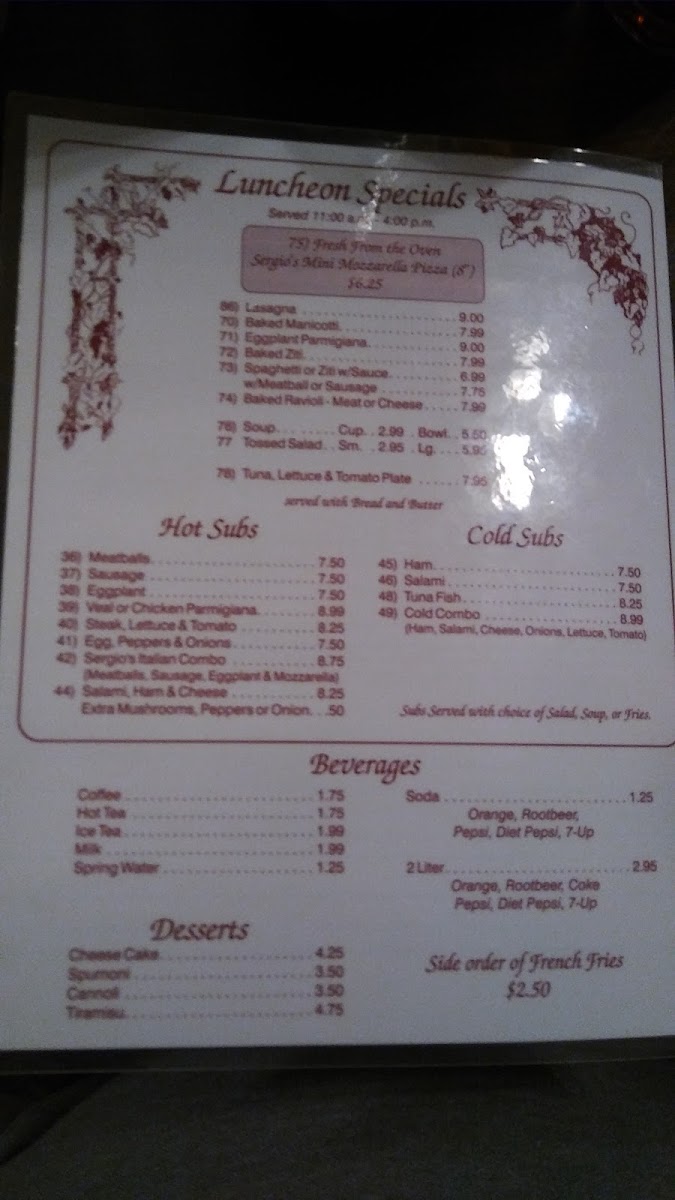 Luncheon Specials
Served 11:00 a.m. 4:00 p.m.
75) Fresh From the Oven
Sergio's Mini Mozzarella Pizza (8")
$6.25
86) Lasagna 9.00
70) Baked Manicotti 7.99
71) Eggplant Parmigiana 9.00
72) Baked Ziti 7.99
73) Spaghetti or Ziti w/Sauce 6.99
w/Meatball or Sausage 7.75
74) Baked Ravioli - Meat or Cheese 7.99
76) Soup Cup 2.99 Bowl 5.50
77 Tossed Salad Sm. 2.95 Lg. 5.95
78) Tuna, Lettuce & Tomato Plate 7.95
served with Bread and Butter
Hot Subs
36) Meatballs 7.50
37) Sausage 7.50
38) Eggplant 7.50
39) Veal or Chicken Parmigiana 8.99
40) Steak, Lettuce & Tomato 8.25
41) Egg, Peppers & Onions 7.50
42) Sergio's Italian Combo 8.75
(Meatballs, Sausage, Eggplant & Mozzarella)
44) Salami, Ham & Cheese 8.25
Extra Mushrooms, Peppers or Onion .50
Cold Subs
45) Ham 7.50
46) Salami 7.50
48) Tuna Fish 8.25
49) Cold Combo 8.99
(Ham, Salami, Cheese, Onions, Lettuce, Tomato)
Subs Served with choice of Salad, Soup, or Fries.
Beverages
Coffee 1.75
Hot Tea 1.75
Ice Tea 1.99
Milk 1.99
Spring Water 1.25
Soda 1.25
Orange, Rootbeer,
Pepsi, Diet Pepsi, 7-Up
2 Liter 2.95
Orange, Rootbeer, Coke
Pepsi, Diet Pepsi, 7-Up
Desserts
Cheese Cake 4.25
Spumoni 3.50
Cannoli 3.50
Tiramisu 4.75
Side order of French Fries
$2.50